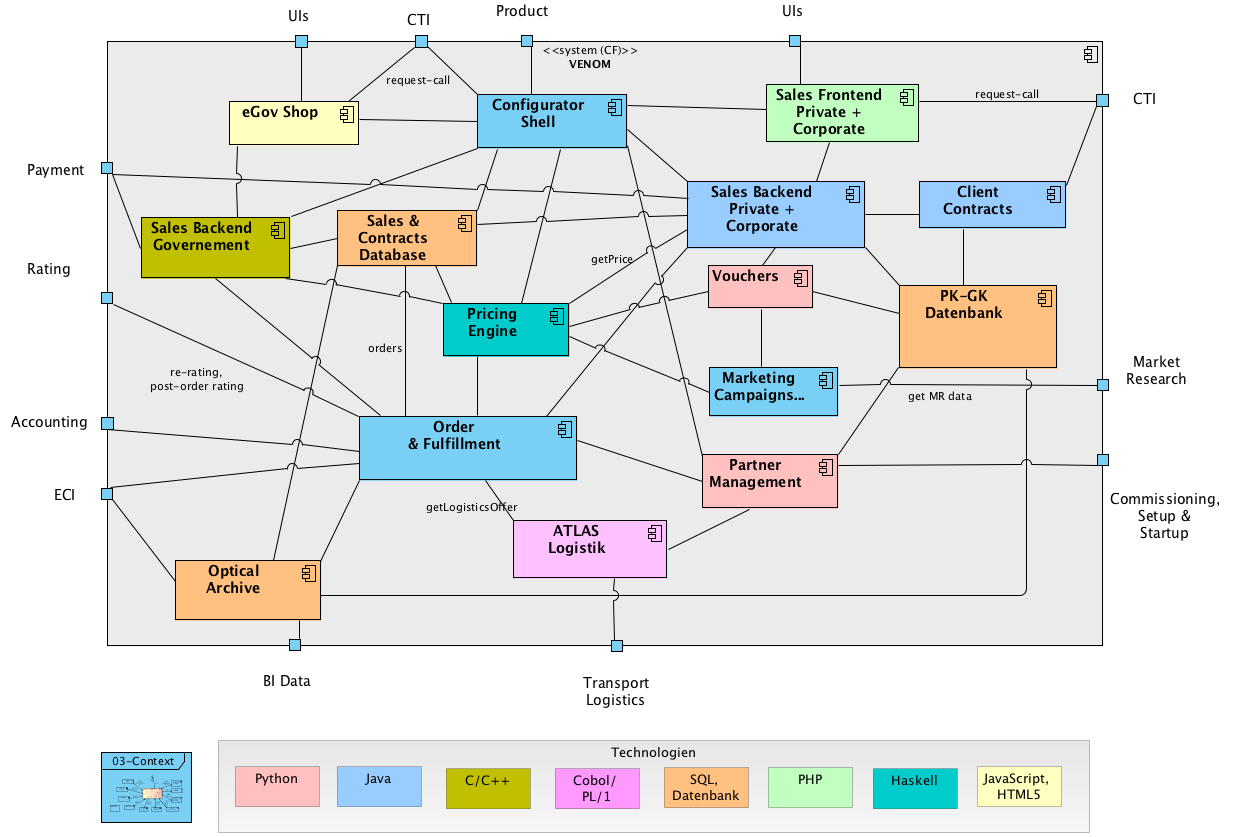 UIs
CTI
Product
UIs
<<system (CF)>>
VENOM
request-call
eGov Shop
Configurator
Shell
Sales Frontend
Private +
Corporate
request-call
CTI
Payment
Sales Backend
Governement
Sales &
Contracts
Database
Sales Backend
Private +
Corporate
Client
Contracts
Rating
getPrice
Vouchers
PK-GK
Datenbank
Pricing
Engine
orders
re-rating,
post-order rating
Marketing
Campaigns...
Market
Research
get MR data
Accounting
Order
& Fulfillment
Partner
Management
ECI
getLogisticsOffer
Commissioning,
Setup &
Startup
ATLAS
Logistik
Optical
Archive
BI Data
Transport
Logistics
03-Context
Technologien
Python
Java
C/C++
Cobol/
PL/1
SQL,
Datenbank
PHP
Haskell
JavaScript,
HTML5